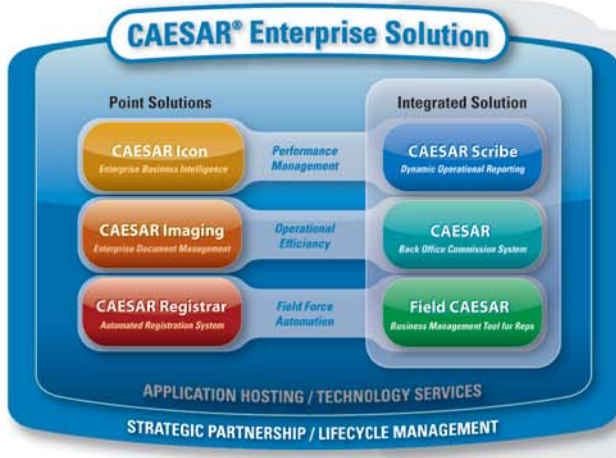 CAESAR® Enterprise Solution
Point Solutions
Integrated Solution
CAESAR Icon
Enterprise Business Intelligence
Performance
Management
CAESAR Scribe
Dynamic Operational Reporting
CAESAR Imaging
Enterprise Document Management
Operational
Efficiency
CAESAR
Back Office Commission System
CAESAR Registrar
Automated Registration System
Field Force
Automation
Field CAESAR
Business Management Tool for Reps
APPLICATION HOSTING / TECHNOLOGY SERVICES
STRATEGIC PARTNERSHIP / LIFECYCLE MANAGEMENT